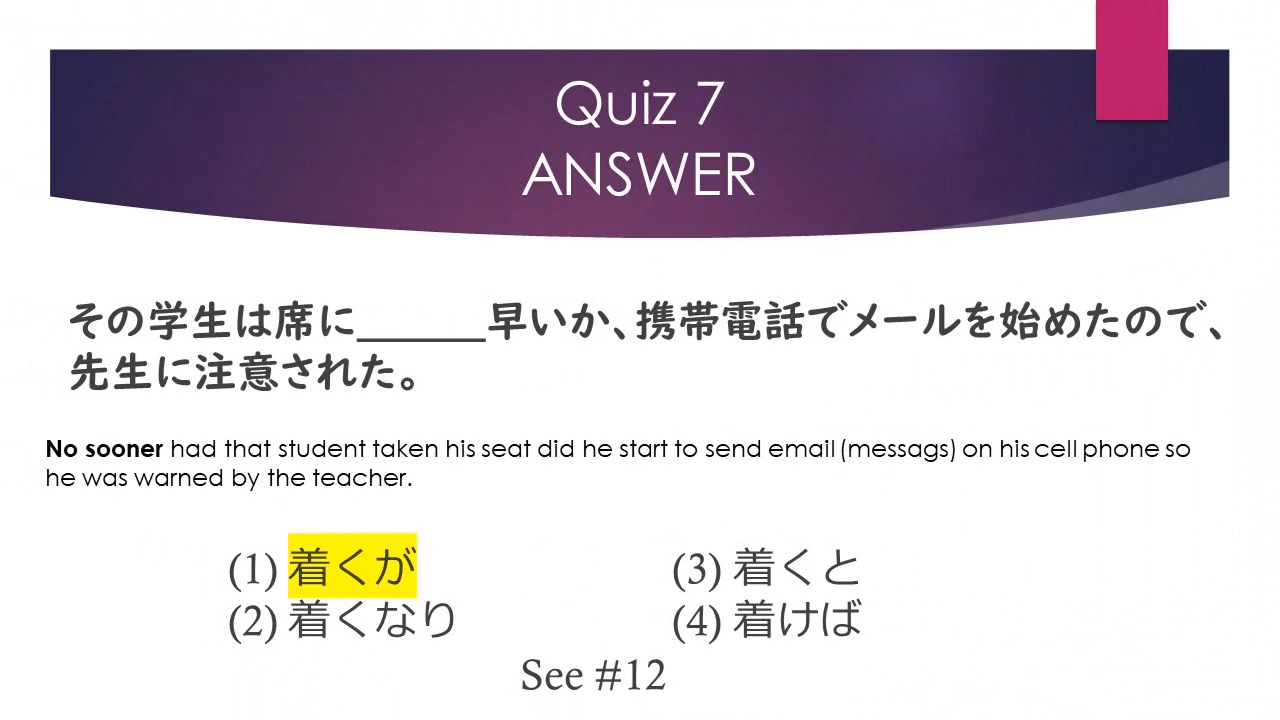 Quiz 7
ANSWER
その学生は席に______早いか、携帯電話でメールを始めたので、
先生に注意された。
No sooner had that student taken his seat did he start to send email (messags) on his cell phone so
he was warned by the teacher.
(1) 着くが
(2) 着くなり
(3) 着くと
(4) 着けば
See #12